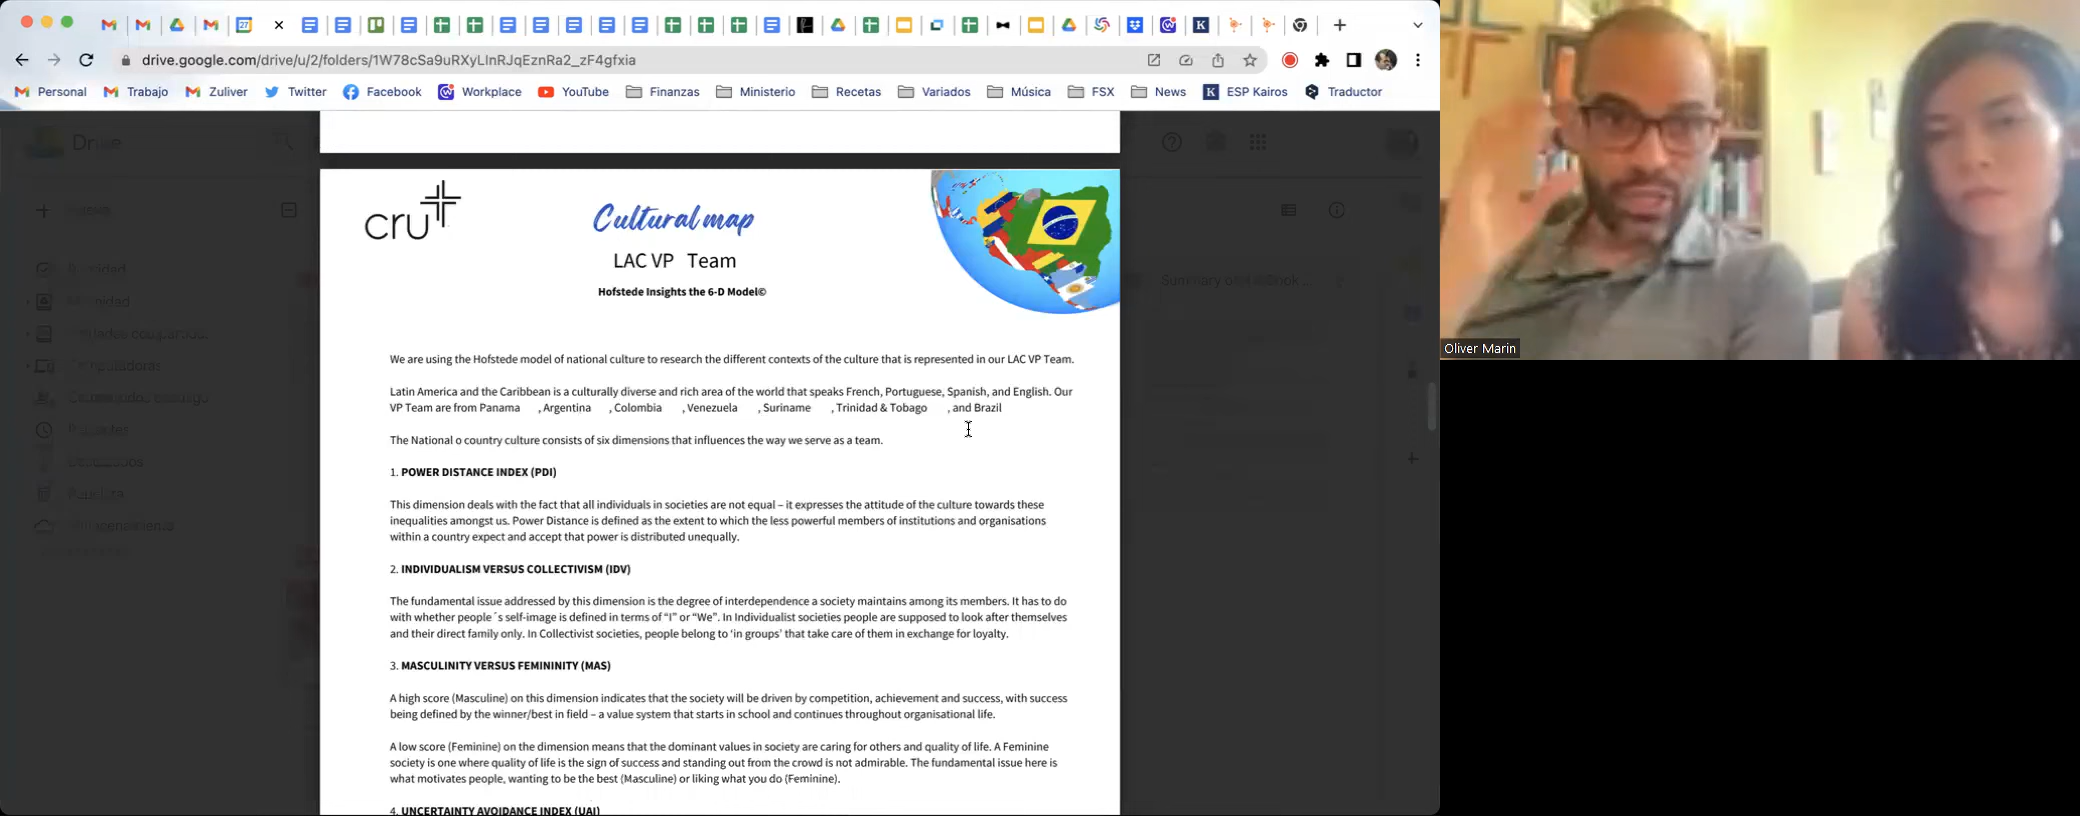 27
drive.google.com/drive/u/2/folders/1W78cSa9uRXyLInRJqEznRa2_zF4gfxia
Personal Trabajo Zuliver Twitter Facebook Workplace YouTube Finanzas Ministerio Recetas Variados Música FSX News ESP Kairos Traductor
Drive
cru
Cultural map
LAC VP Team
Hofstede Insights the 6-D Model©
We are using the Hofstede model of national culture to research the different contexts of the culture that is represented in our LAC VP Team.
Latin America and the Caribbean is a culturally diverse and rich area of the world that speaks French, Portuguese, Spanish, and English. Our
VP Team are from Panama , Argentina , Colombia , Venezuela , Suriname , Trinidad & Tobago , and Brazil
The National o country culture consists of six dimensions that influences the way we serve as a team.
1. POWER DISTANCE INDEX (PDI)
This dimension deals with the fact that all individuals in societies are not equal – it expresses the attitude of the culture towards these
inequalities amongst us. Power Distance is defined as the extent to which the less powerful members of institutions and organisations
within a country expect and accept that power is distributed unequally.
2. INDIVIDUALISM VERSUS COLLECTIVISM (IDV)
The fundamental issue addressed by this dimension is the degree of interdependence a society maintains among its members. It has to do
with whether people´s self-image is defined in terms of “I” or “We”. In Individualist societies people are supposed to look after themselves
and their direct family only. In Collectivist societies, people belong to ‘in groups’ that take care of them in exchange for loyalty.
3. MASCULINITY VERSUS FEMININITY (MAS)
A high score (Masculine) on this dimension indicates that the society will be driven by competition, achievement and success, with success
being defined by the winner/best in field – a value system that starts in school and continues throughout organisational life.
A low score (Feminine) on the dimension means that the dominant values in society are caring for others and quality of life. A Feminine
society is one where quality of life is the sign of success and standing out from the crowd is not admirable. The fundamental issue here is
what motivates people, wanting to be the best (Masculine) or liking what you do (Feminine).
4. UNCERTAINTY AVOIDANCE INDEX (UAI)
Oliver Marin